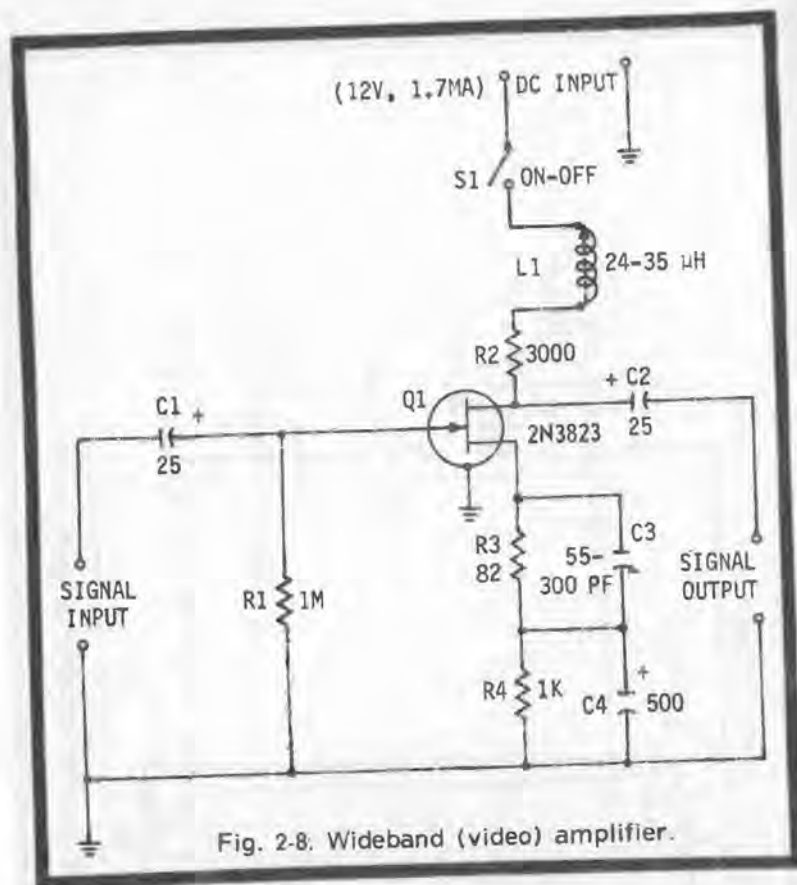 (12V, 1.7MA) DC INPUT
S1 ON-OFF
L1 24-35 µH
R2 3000
C1 +
25
Q1
+ C2
25
2N3823
R1 1M
R3
82
C3
55-
300 PF
SIGNAL
INPUT
SIGNAL
OUTPUT
R4 1K
+
C4 500
Fig. 2-8. Wideband (video) amplifier.